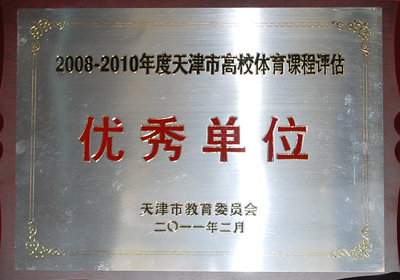 2008-2010年度天津市高校体育课程评估
优秀单位
天津市教育委员会
二〇一一年二月